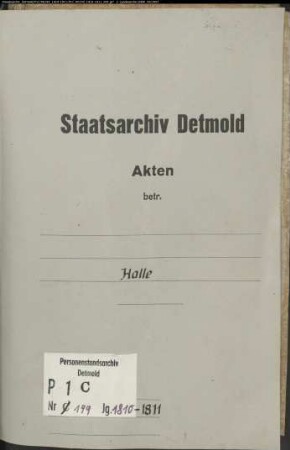 Staatsarchiv Detmold
Akten
betr.
Halle
Personenstandsarchiv
Detmold
P 1 C
Nr 199 Jg. 1810-1811